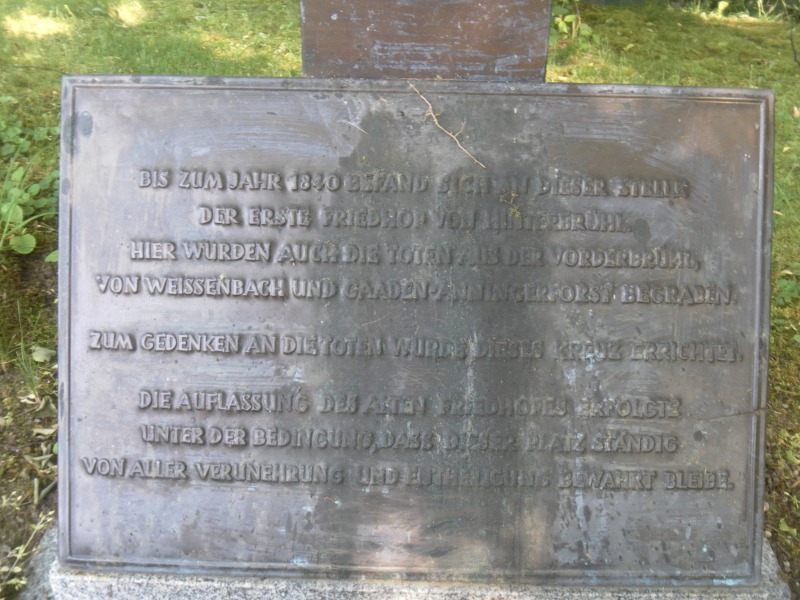 BIS ZUM JAHR 1840 BEFAND SICH AN DIESER STELLE
DER ERSTE FRIEDHOF VON HINTERBRÜHL.
HIER WURDEN AUCH DIE TOTEN AUS DER VORDERBRÜHL,
VON WEISSENBACH UND GAADEN-ANNINGERFORST BEGRABEN.
ZUM GEDENKEN AN DIE TOTEN WURDE DIESES KREUZ ERRICHTET.
DIE AUFLASSUNG DES ALTEN FRIEDHOFES ERFOLGTE
UNTER DER BEDINGUNG, DASS DIESER PLATZ STÄNDIG
VON ALLER VERUNEHRUNG UND ENTHEILIGUNG BEWAHRT BLEIBE.